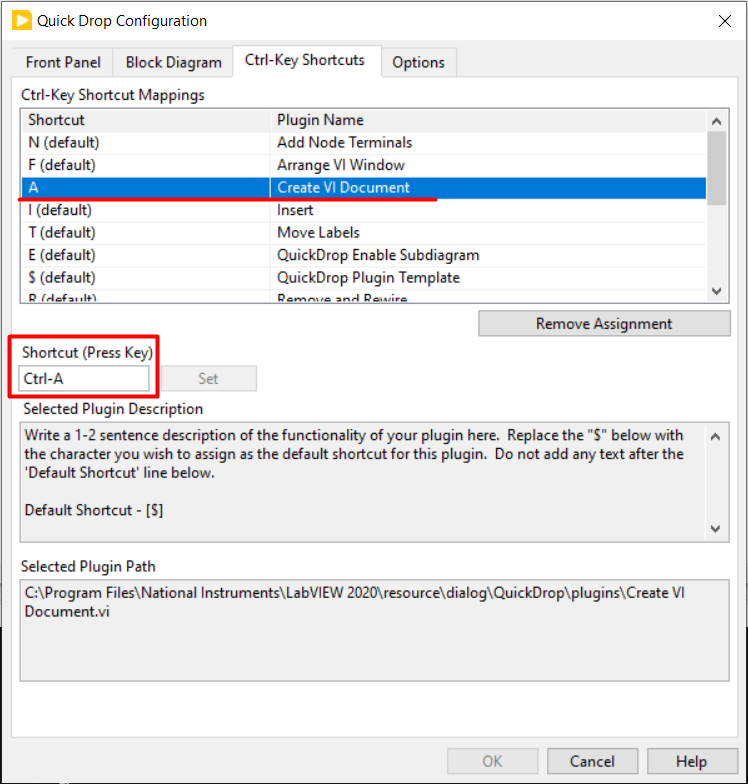 Quick Drop Configuration
Front Panel Block Diagram Ctrl-Key Shortcuts Options
Ctrl-Key Shortcut Mappings
Shortcut Plugin Name
N (default) Add Node Terminals
F (default) Arrange VI Window
A Create VI Document
I (default) Insert
T (default) Move Labels
E (default) QuickDrop Enable Subdiagram
$ (default) QuickDrop Plugin Template
R (default) Remove and Rewire
Remove Assignment
Shortcut (Press Key)
Ctrl-A Set
Selected Plugin Description
Write a 1-2 sentence description of the functionality of your plugin here. Replace the "$" below with
the character you wish to assign as the default shortcut for this plugin. Do not add any text after the
'Default Shortcut' line below.
Default Shortcut - [$]
Selected Plugin Path
C:\Program Files\National Instruments\LabVIEW 2020\resource\dialog\QuickDrop\plugins\Create VI
Document.vi
OK Cancel Help